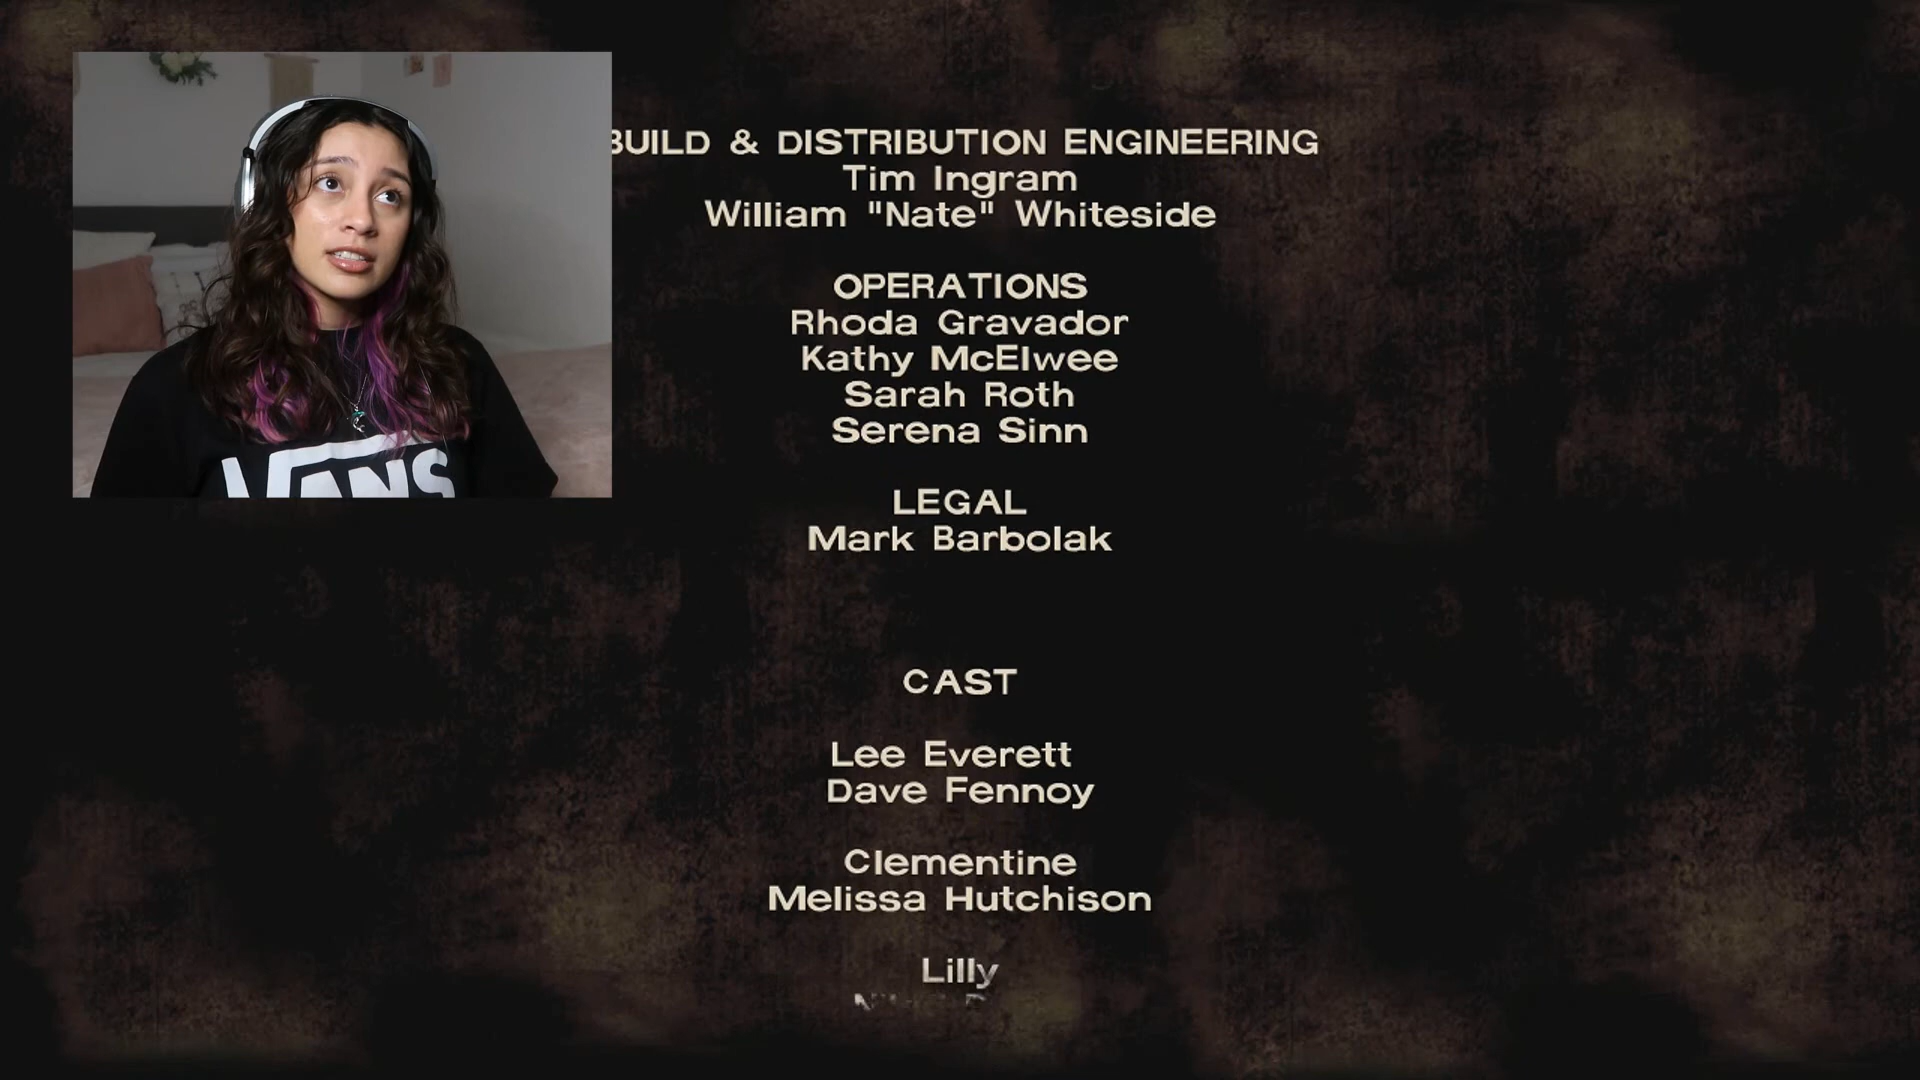 BUILD & DISTRIBUTION ENGINEERING
Tim Ingram
William "Nate" Whiteside
OPERATIONS
Rhoda Gravador
Kathy McElwee
Sarah Roth
Serena Sinn
LEGAL
Mark Barbolak
VANS
CAST
Lee Everett
Dave Fennoy
Clementine
Melissa Hutchison
Lilly